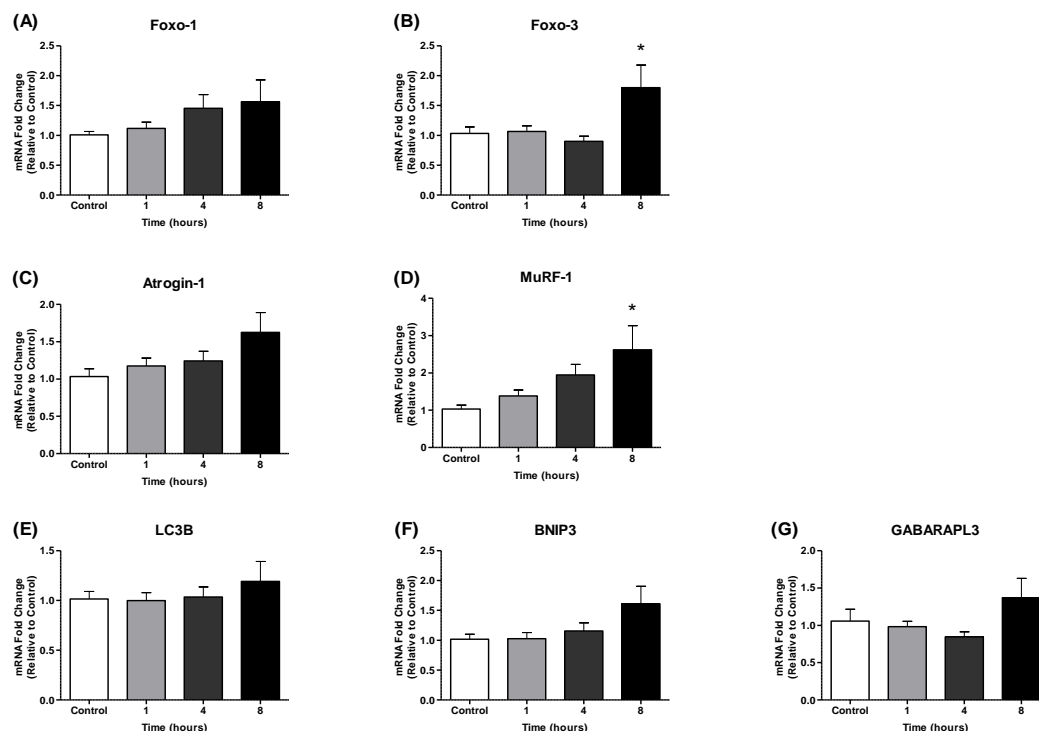 (A)
Foxo-1
mRNA Fold Change
(Relative to Control)
2.5
2.0
1.5
1.0
0.5
0.0
Control 1 4 8
Time (hours)
(B)
Foxo-3
mRNA Fold Change
(Relative to Control)
2.5
2.0
1.5
1.0
0.5
0.0
*
Control 1 4 8
Time (hours)
(C)
Atrogin-1
mRNA Fold Change
(Relative to Control)
2.0
1.5
1.0
0.5
0.0
Control 1 4 8
Time (hours)
(D)
MuRF-1
mRNA Fold Change
(Relative to Control)
4
3
2
1
0
*
Control 1 4 8
Time (hours)
(E)
LC3B
mRNA Fold Change
(Relative to Control)
1.5
1.0
0.5
0.0
Control 1 4 8
Time (hours)
(F)
BNIP3
mRNA Fold Change
(Relative to Control)
2.5
2.0
1.5
1.0
0.5
0.0
Control 1 4 8
Time (hours)
(G)
GABARAPL3
mRNA Fold Change
(Relative to Control)
2.0
1.5
1.0
0.5
0.0
Control 1 4 8
Time (hours)